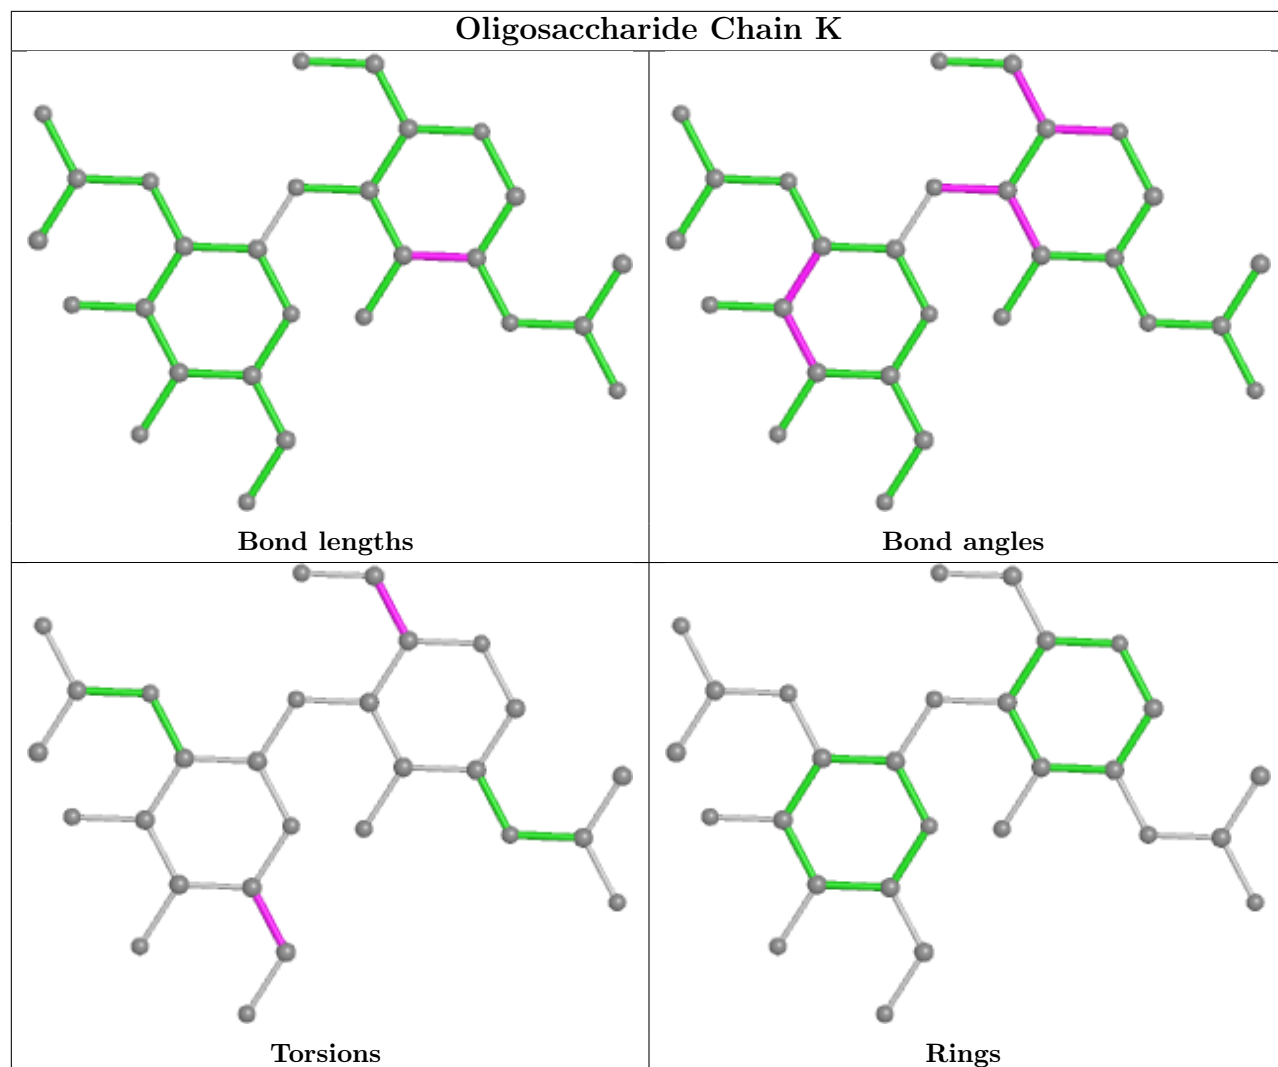 Oligosaccharide Chain K
Bond lengths
Bond angles
Torsions
Rings